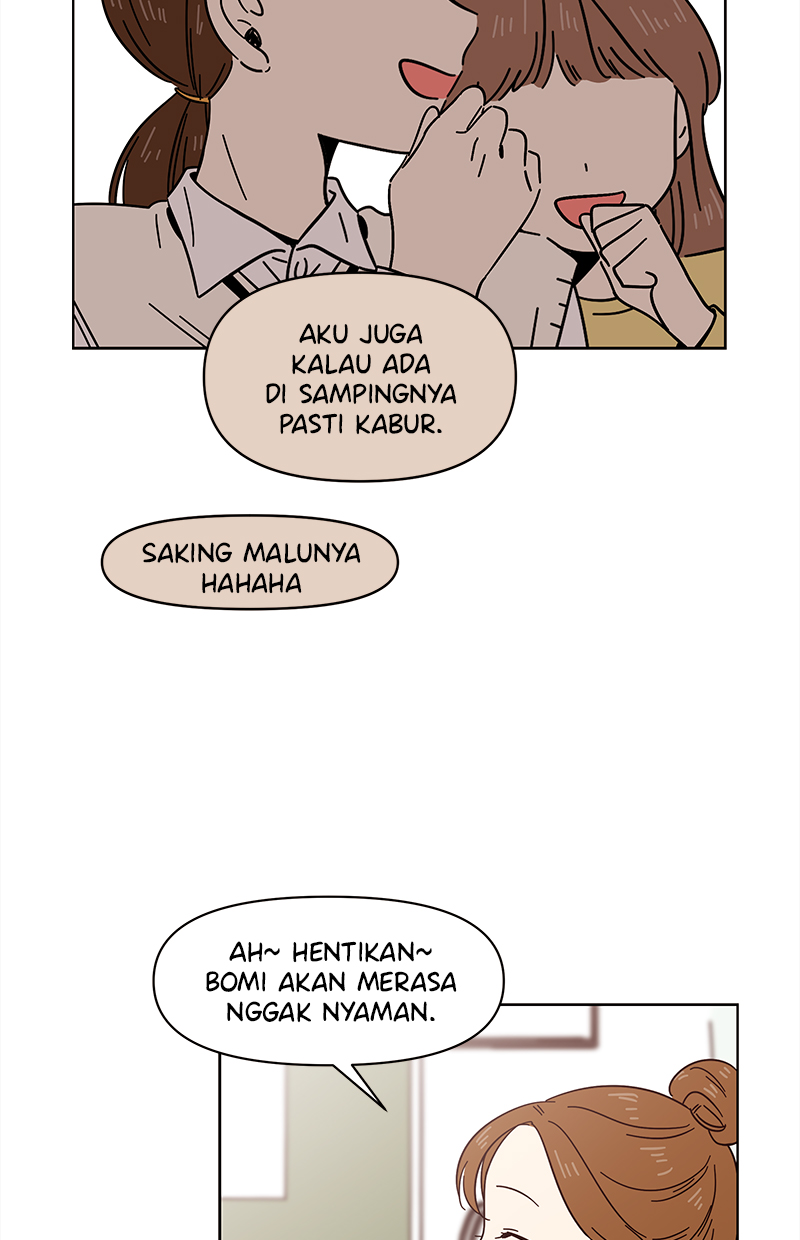 AKU JUGA
KALAU ADA
DI SAMPINGNYA
PASTI KABUR.
SAKING MALUNYA
HAHAHA
AH~ HENTIKAN~
BOMI AKAN MERASA
NGGAK NYAMAN.